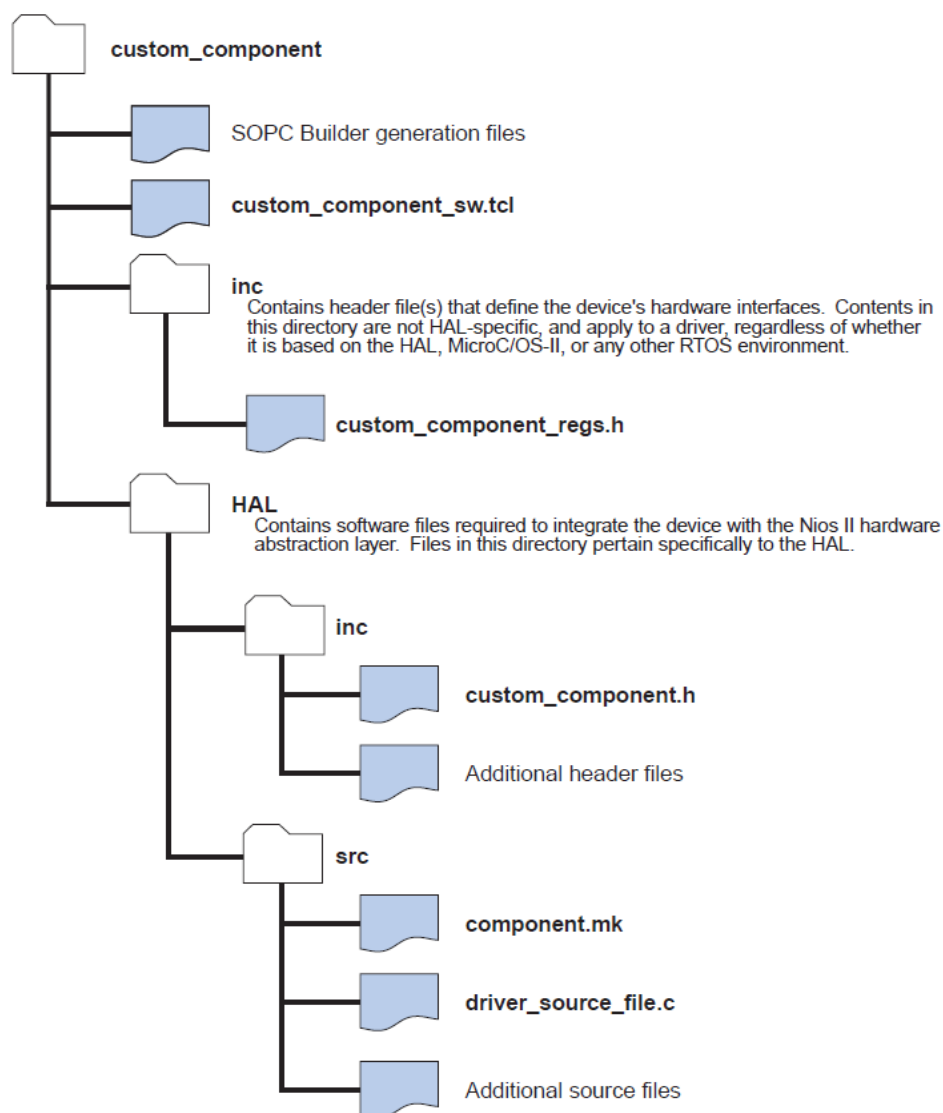 custom_component
SOPC Builder generation files
custom_component_sw.tcl
inc
Contains header file(s) that define the device's hardware interfaces.  Contents in
this directory are not HAL-specific, and apply to a driver, regardless of whether
it is based on the HAL, MicroC/OS-II, or any other RTOS environment.
custom_component_regs.h
HAL
Contains software files required to integrate the device with the Nios II hardware
abstraction layer.  Files in this directory pertain specifically to the HAL.
inc
custom_component.h
Additional header files
src
component.mk
driver_source_file.c
Additional source files